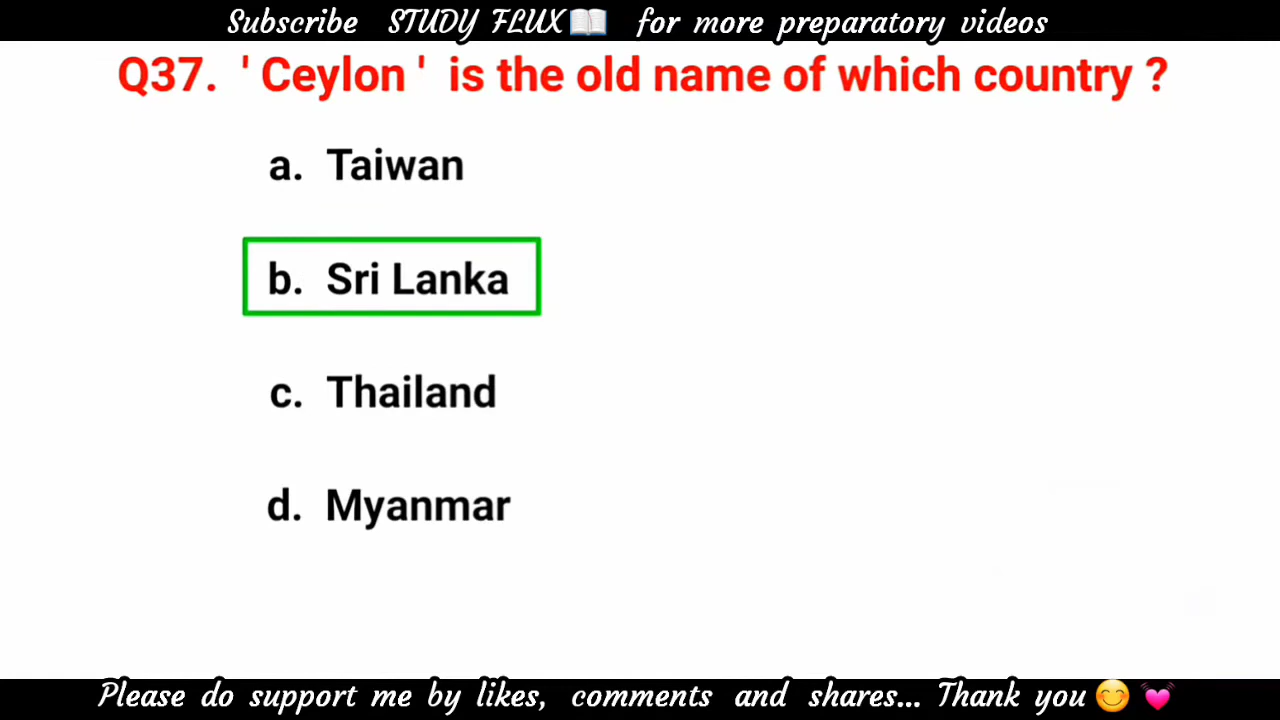 Subscribe STUDY FLUX📖 for more preparatory videos
Q37. ' Ceylon ' is the old name of which country ?
a. Taiwan
b. Sri Lanka
c. Thailand
d. Myanmar
Please do support me by likes, comments and shares... Thank you 😊 💓